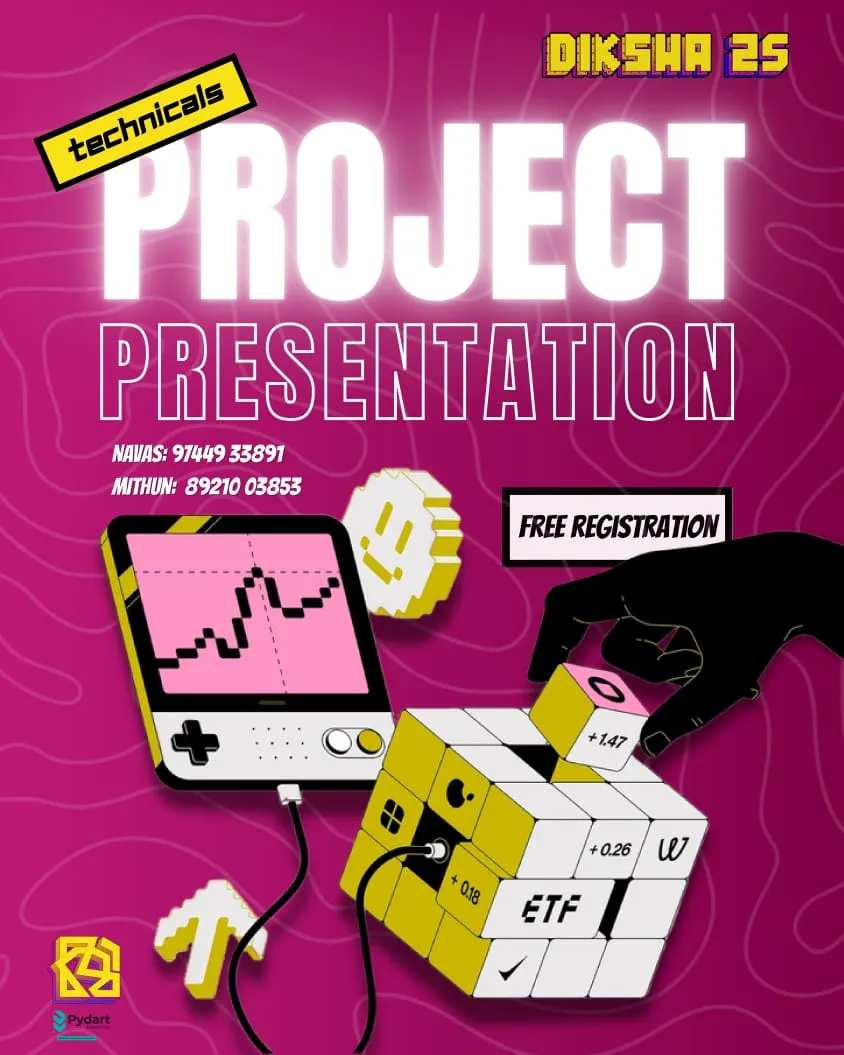 DIKSHA 25
technicals
PROJECT
PRESENTATION
NAVAS: 97449 33891
MITHUN: 89210 03853
FREE REGISTRATION
+1.47
+0.26
+ 0.18
ETF
Pydart